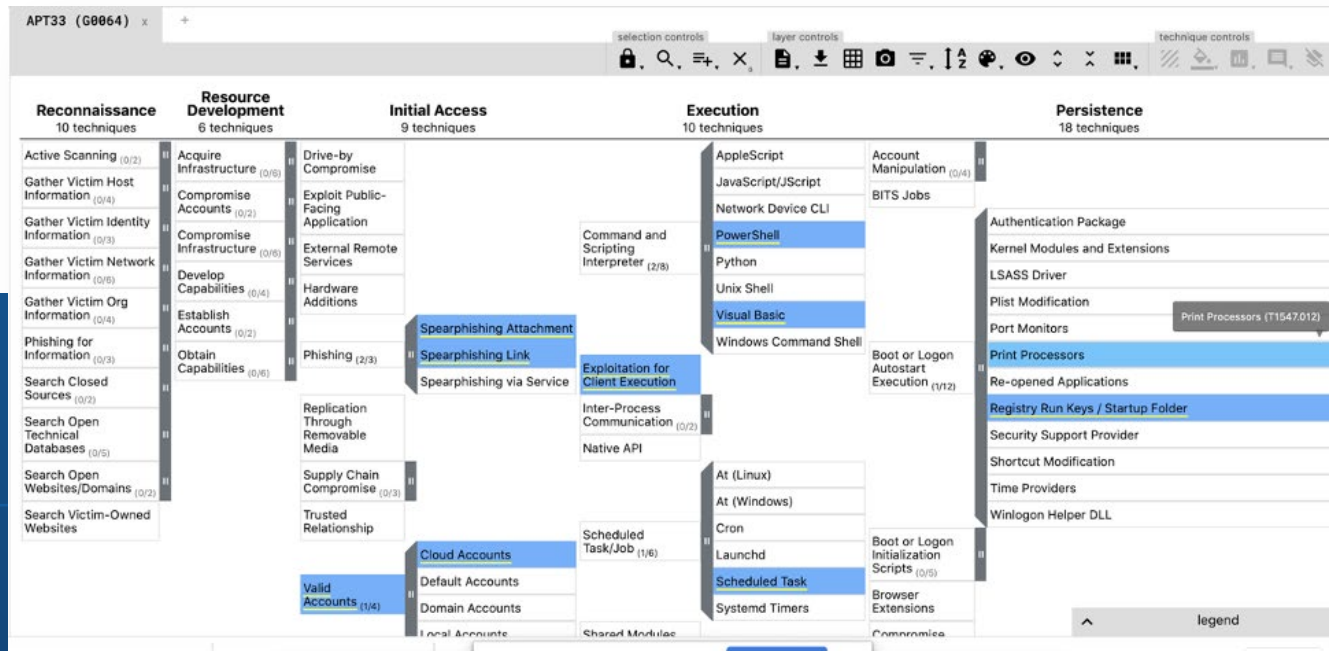 APT33 (G0064) x +
selection controls
layer controls
technique controls
Reconnaissance
10 techniques
Active Scanning (0/2)
Gather Victim Host
Information (0/4)
Gather Victim Identity
Information (0/3)
Gather Victim Network
Information (0/6)
Gather Victim Org
Information (0/4)
Phishing for
Information (0/3)
Search Closed
Sources (0/2)
Search Open
Technical
Databases (0/5)
Search Open
Websites/Domains (0/2)
Search Victim-Owned
Websites
Resource
Development
6 techniques
Acquire
Infrastructure (0/6)
Compromise
Accounts (0/2)
Compromise
Infrastructure (0/6)
Develop
Capabilities (0/4)
Establish
Accounts (0/2)
Obtain
Capabilities (0/6)
Initial Access
9 techniques
Drive-by
Compromise
Exploit Public-
Facing
Application
External Remote
Services
Hardware
Additions
Phishing (2/3)
Spearphishing Attachment
Spearphishing Link
Spearphishing via Service
Replication
Through
Removable
Media
Supply Chain
Compromise (0/3)
Trusted
Relationship
Valid
Accounts (1/4)
Cloud Accounts
Default Accounts
Domain Accounts
Local Accounts
Execution
10 techniques
Command and
Scripting
Interpreter (2/8)
AppleScript
JavaScript/JScript
Network Device CLI
PowerShell
Python
Unix Shell
Visual Basic
Windows Command Shell
Exploitation for
Client Execution
Inter-Process
Communication (0/2)
Native API
Scheduled
Task/Job (1/6)
At (Linux)
At (Windows)
Cron
Launchd
Scheduled Task
Systemd Timers
Shared Modules
Persistence
18 techniques
Account
Manipulation (0/4)
BITS Jobs
Boot or Logon
Autostart
Execution (1/12)
Authentication Package
Kernel Modules and Extensions
LSASS Driver
Plist Modification
Port Monitors
Print Processors (T1547.012)
Print Processors
Re-opened Applications
Registry Run Keys / Startup Folder
Security Support Provider
Shortcut Modification
Time Providers
Winlogon Helper DLL
Boot or Logon
Initialization
Scripts (0/5)
Browser
Extensions
Compromise
legend